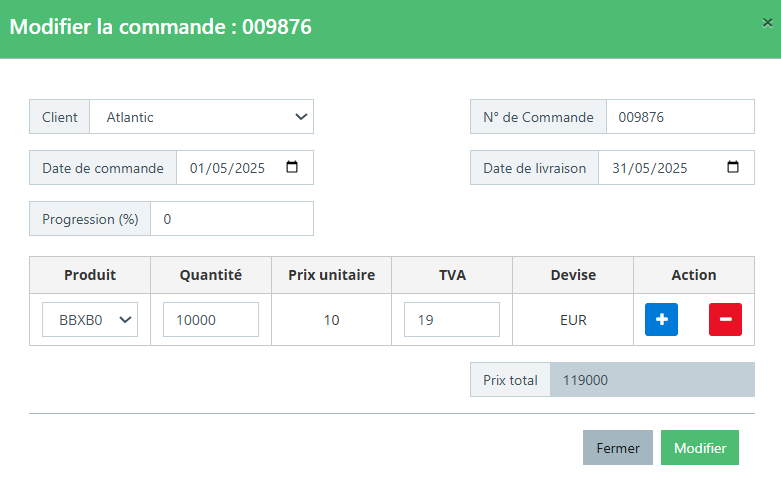 Modifier la commande : 009876
×
Client Atlantic
N° de Commande 009876
Date de commande 01/05/2025
Date de livraison 31/05/2025
Progression (%) 0
Produit Quantité Prix unitaire TVA Devise Action
BBXB0 10000 10 19 EUR
Prix total 119000
Fermer Modifier